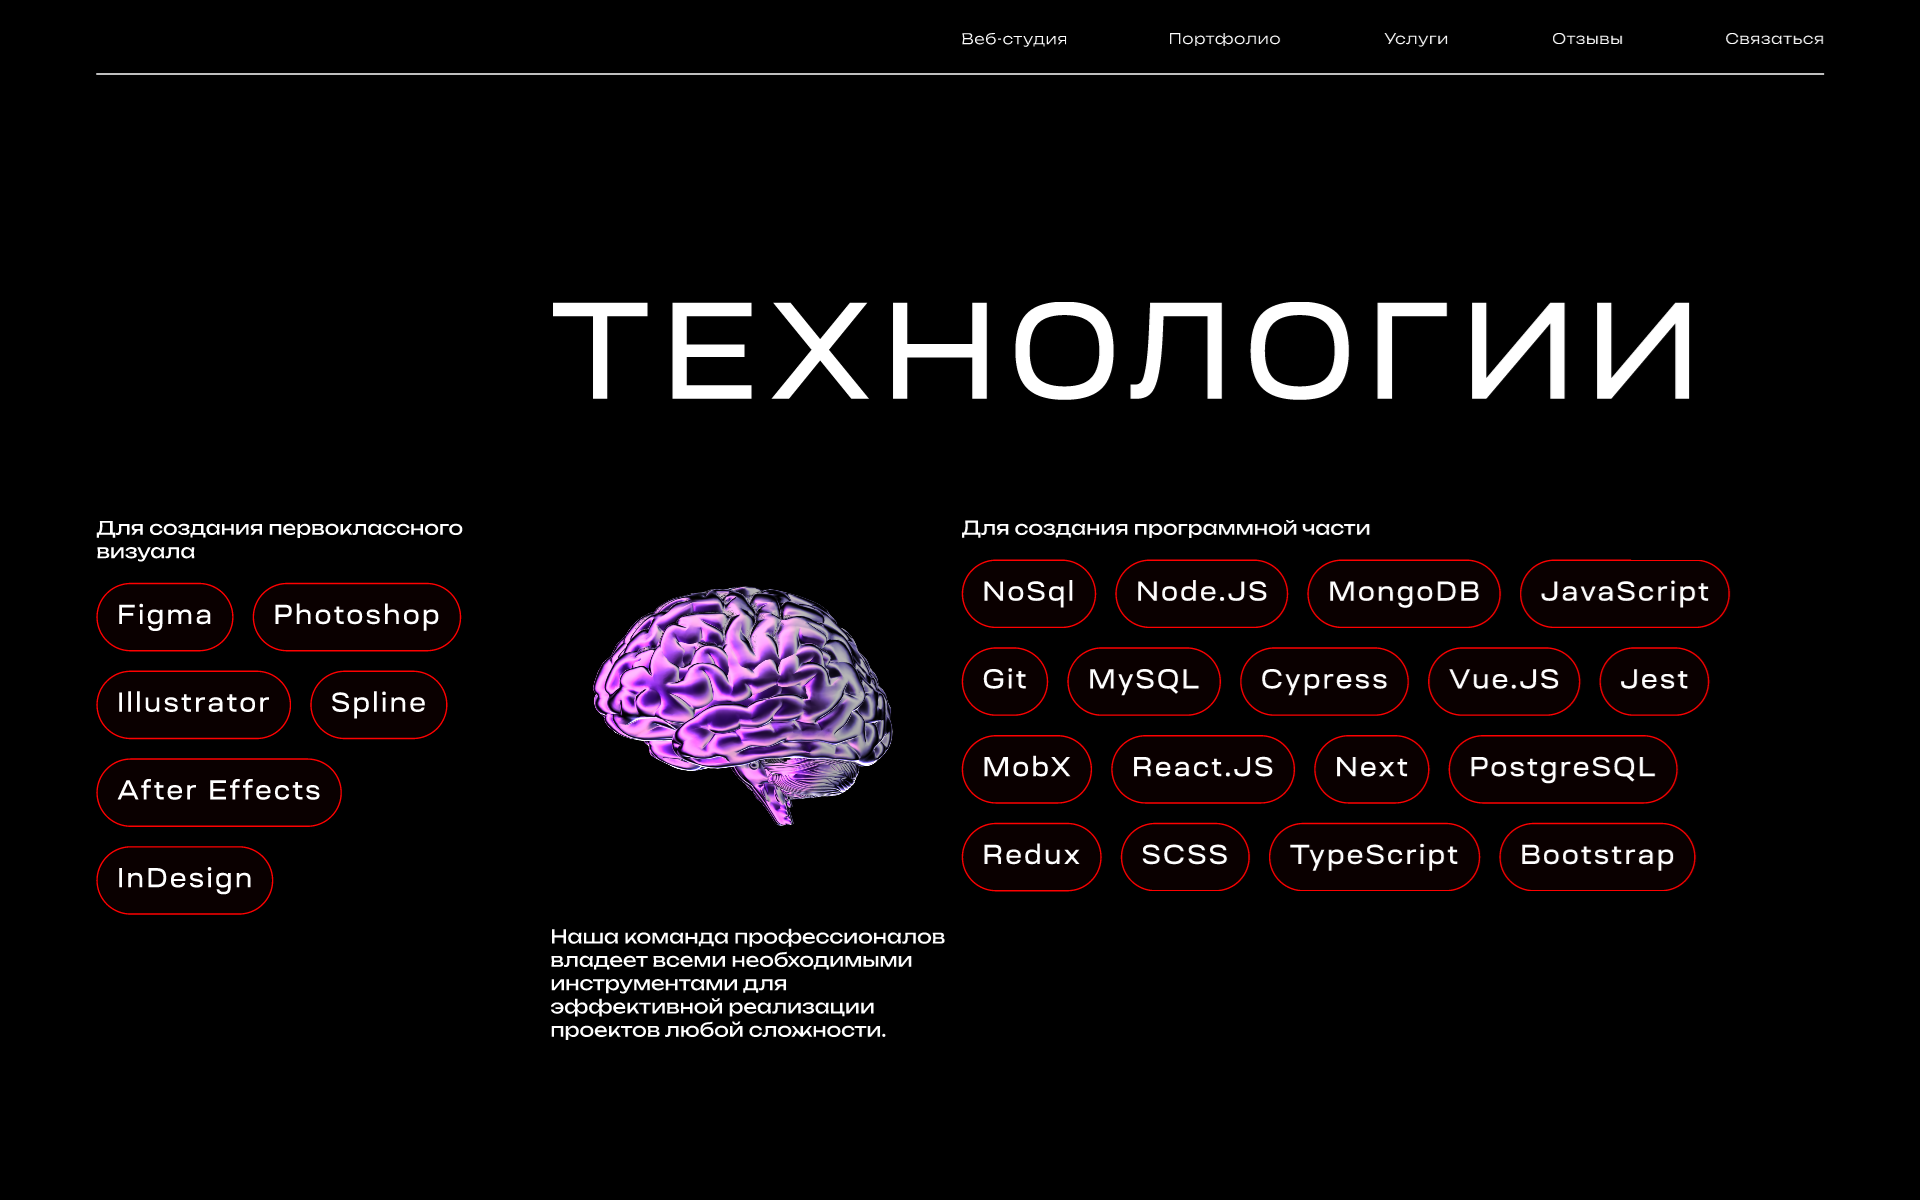 Веб-студия Портфолио Услуги Отзывы Связаться
ТЕХНОЛОГИИ
Для создания первоклассного
визуала
Figma Photoshop
Illustrator Spline
After Effects
InDesign
Наша команда профессионалов
владеет всеми необходимыми
инструментами для
эффективной реализации
проектов любой сложности.
Для создания программной части
NoSql Node.JS MongoDB JavaScript
Git MySQL Cypress Vue.JS Jest
MobX React.JS Next PostgreSQL
Redux SCSS TypeScript Bootstrap